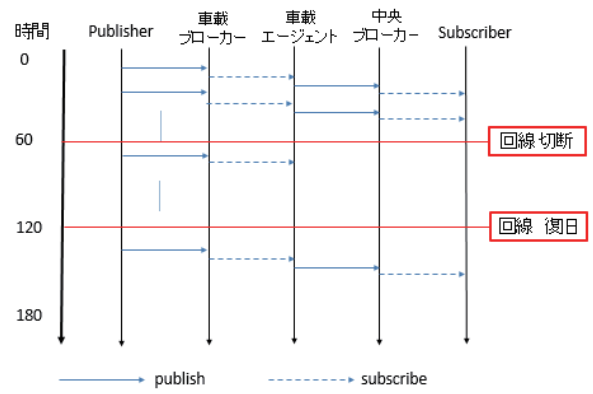 時間
Publisher
車載
ブローカー
車載
エージェント
中央
ブローカー
Subscriber
0
60
回線切断
120
回線 復旧
180
publish
subscribe